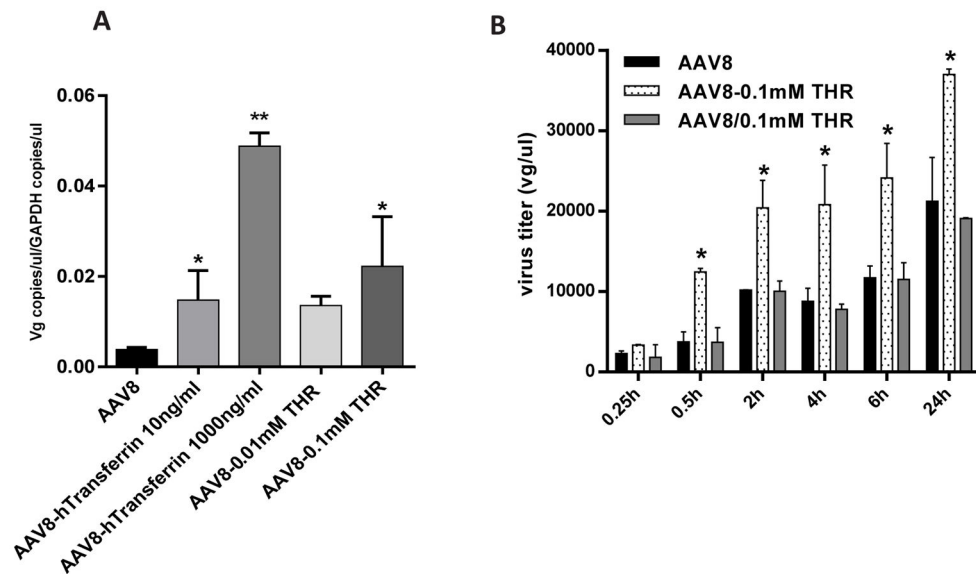 A
Vg copies/ul/GAPDH copies/ul
0.06
0.04
0.02
0.00
**
*
*
AAV8
AAV8-hTransferrin 10ng/ml
AAV8-hTransferrin 1000ng/ml
AAV8-0.01mM THR
AAV8-0.1mM THR
B
virus titer (vg/ul)
40000
30000
20000
10000
0
AAV8
AAV8-0.1mM THR
AAV8/0.1mM THR
*
*
*
*
*
0.25h
0.5h
2h
4h
6h
24h